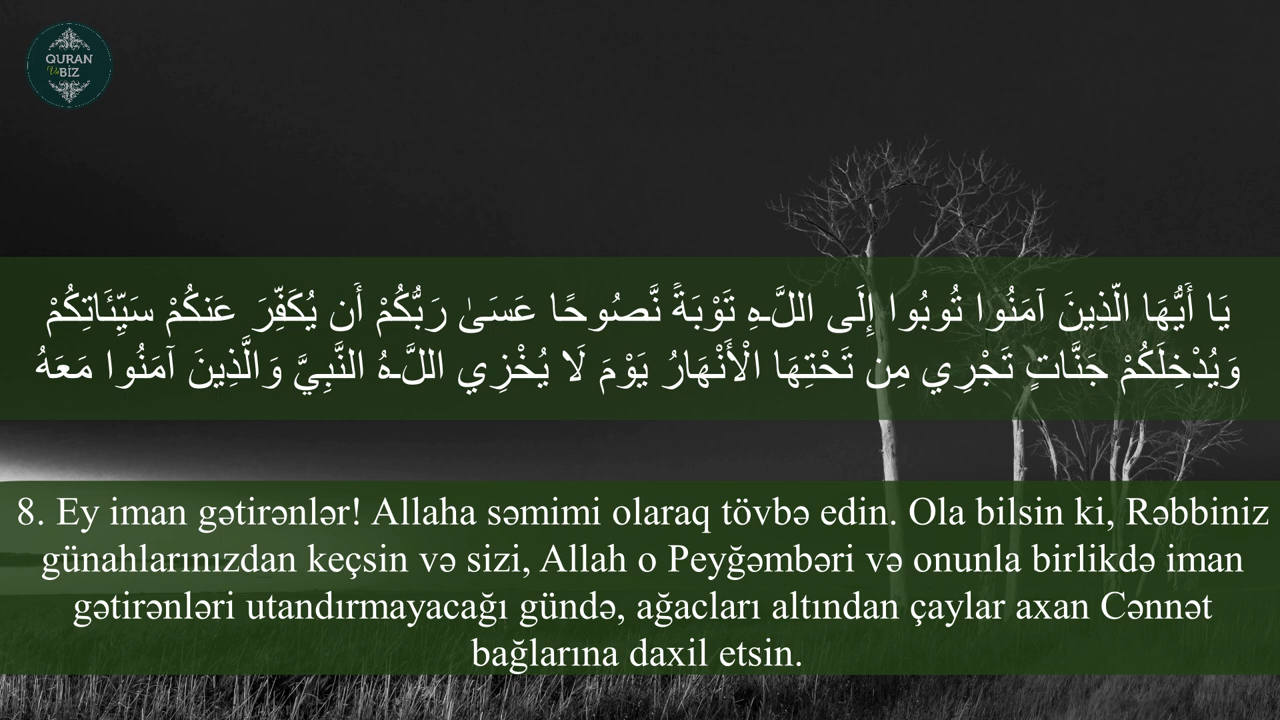 QURAN
Və BİZ
يَا أَيُّهَا الَّذِينَ آمَنُوا تُوبُوا إِلَى اللَّـهِ تَوْبَةً نَّصُوحًا عَسَىٰ رَبُّكُمْ أَن يُكَفِّرَ عَنكُمْ سَيِّئَاتِكُمْ
وَيُدْخِلَكُمْ جَنَّاتٍ تَجْرِي مِن تَحْتِهَا الْأَنْهَارُ يَوْمَ لَا يُخْزِي اللَّـهُ النَّبِيَّ وَالَّذِينَ آمَنُوا مَعَهُ
8. Ey iman gətirənlər! Allaha səmimi olaraq tövbə edin. Ola bilsin ki, Rəbbiniz
günahlarınızdan keçsin və sizi, Allah o Peyğəmbəri və onunla birlikdə iman
gətirənləri utandırmayacağı gündə, ağacları altından çaylar axan Cənnət
bağlarına daxil etsin.